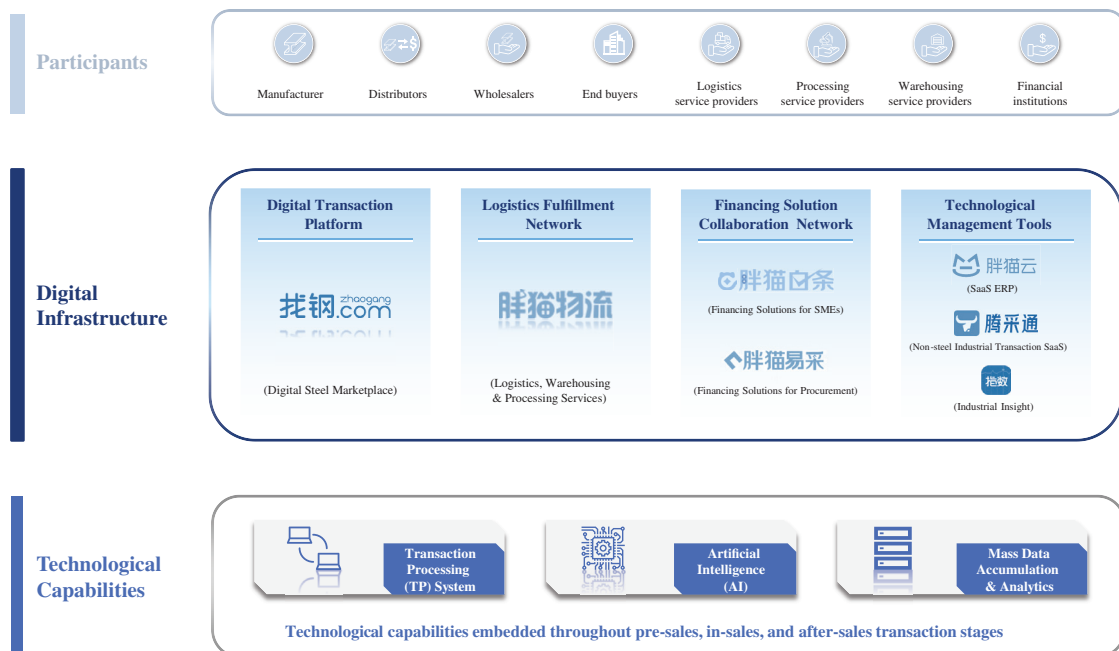 Participants
Manufacturer
Distributors
Wholesalers
End buyers
Logistics
service providers
Processing
service providers
Warehousing
service providers
Financial
institutions
Digital
Infrastructure
Digital Transaction
Platform
找钢 zhaogang
.com
(Digital Steel Marketplace)
Logistics Fulfillment
Network
胖猫物流
(Logistics, Warehousing
& Processing Services)
Financing Solution
Collaboration Network
胖猫白条
(Financing Solutions for SMEs)
胖猫易采
(Financing Solutions for Procurement)
Technological
Management Tools
胖猫云
(SaaS ERP)
腾采通
(Non-steel Industrial Transaction SaaS)
指数
(Industrial Insight)
Technological
Capabilities
Transaction
Processing
(TP) System
Artificial
Intelligence
(AI)
Mass Data
Accumulation
& Analytics
Technological capabilities embedded throughout pre-sales, in-sales, and after-sales transaction stages